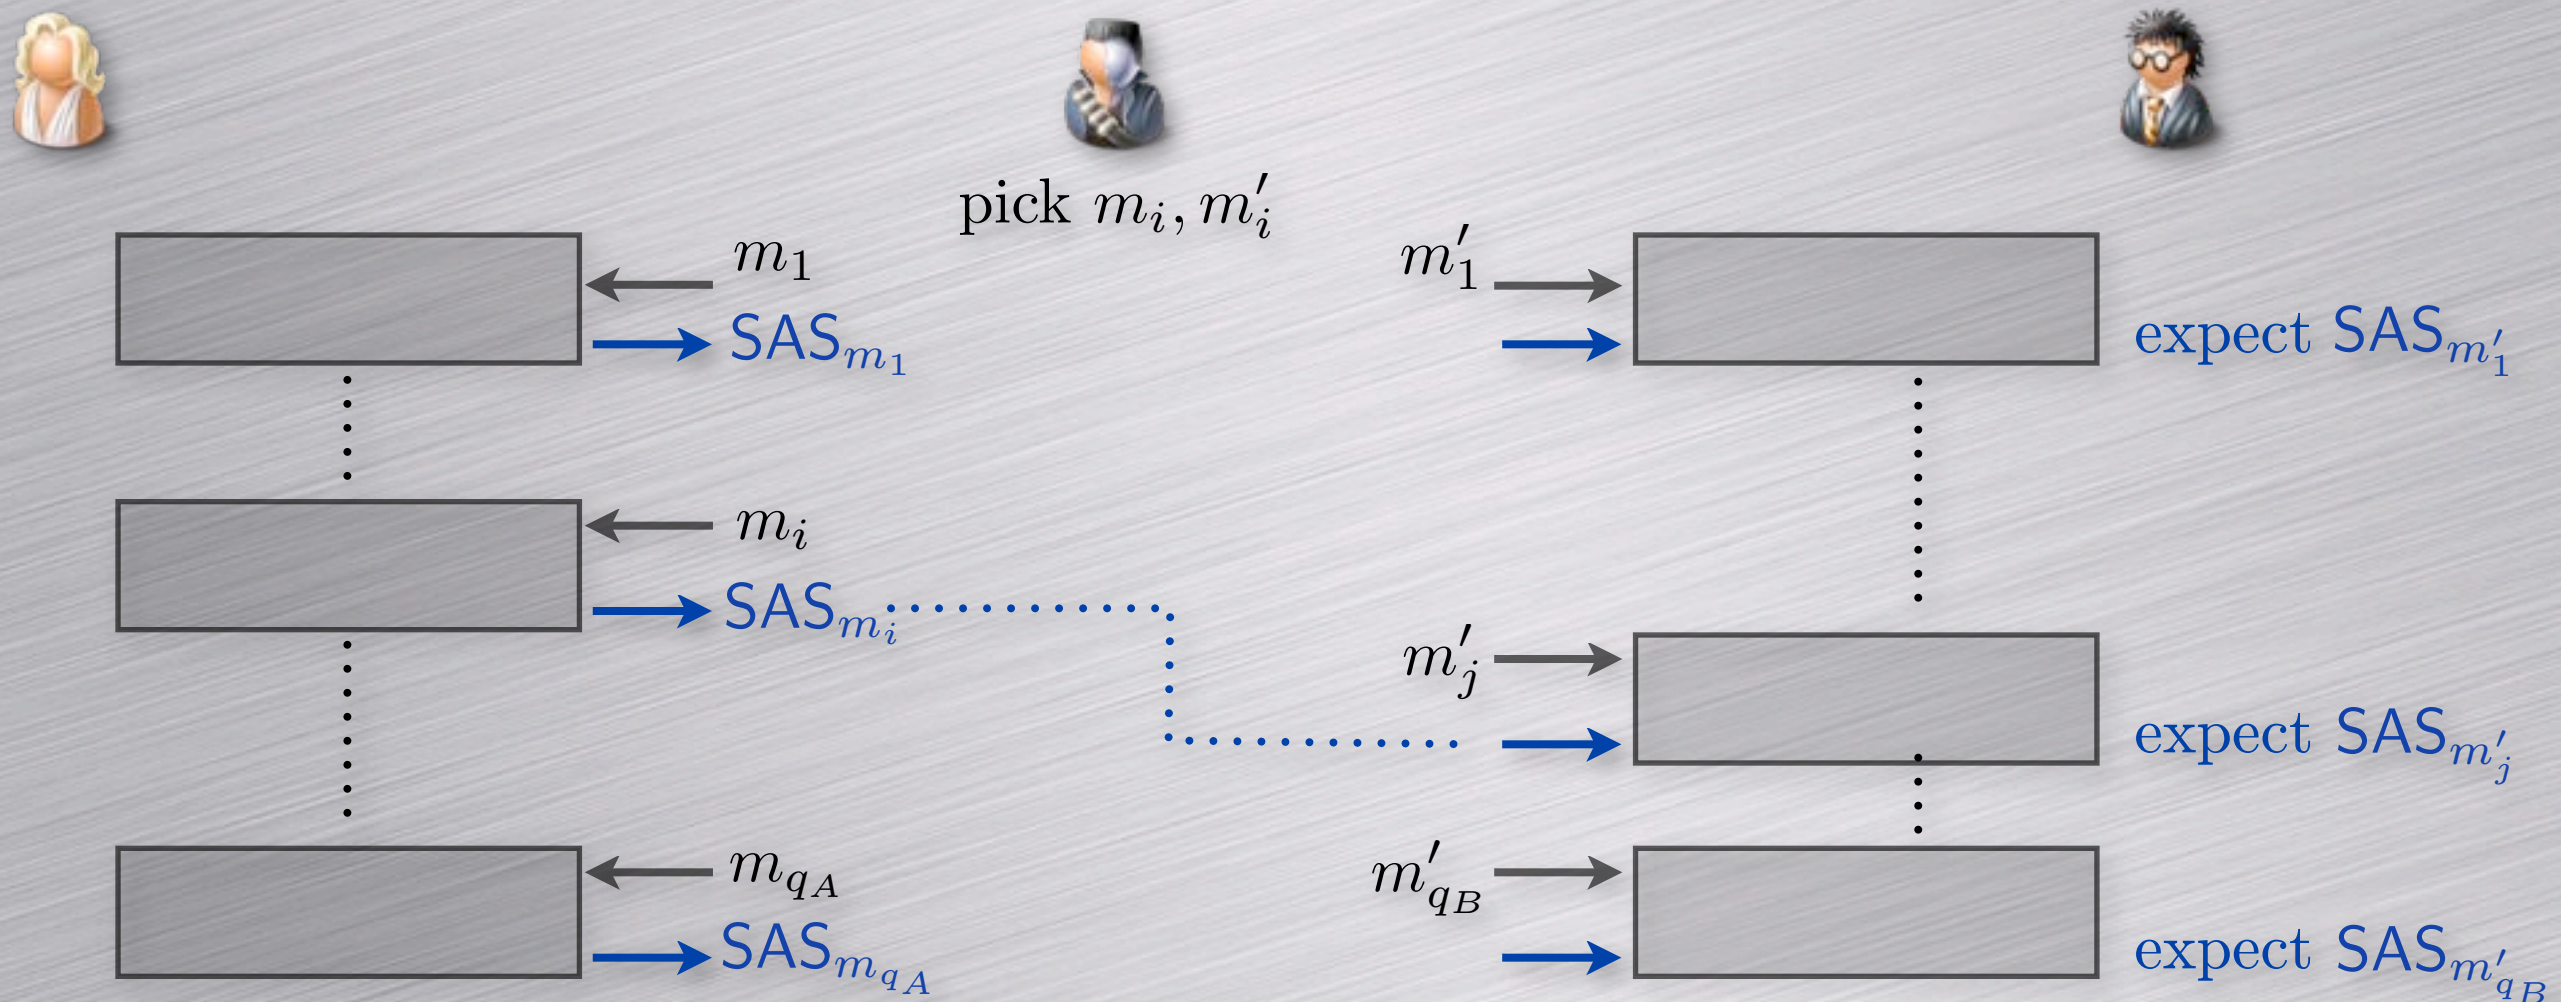 pick m_i, m'_i
m_1
SAS_{m_1}
m'_1
expect SAS_{m'_1}
m_i
SAS_{m_i}
m'_j
expect SAS_{m'_j}
m_{q_A}
SAS_{m_{q_A}}
m'_{q_B}
expect SAS_{m'_{q_B}}